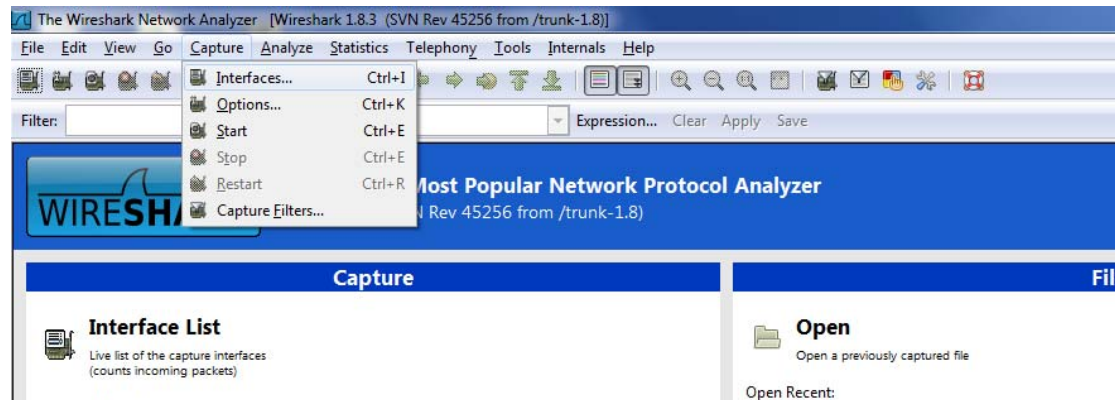 The Wireshark Network Analyzer [Wireshark 1.8.3 (SVN Rev 45256 from /trunk-1.8)]
File Edit View Go Capture Analyze Statistics Telephony Tools Internals Help
Interfaces... Ctrl+I
Options... Ctrl+K
Filter: Expression... Clear Apply Save
Start Ctrl+E
Stop Ctrl+E
Restart Ctrl+R
Most Popular Network Protocol Analyzer
Capture Filters...
Rev 45256 from /trunk-1.8)
WIRESH
Capture
Fil
Interface List
Live list of the capture interfaces
(counts incoming packets)
Open
Open a previously captured file
Open Recent: